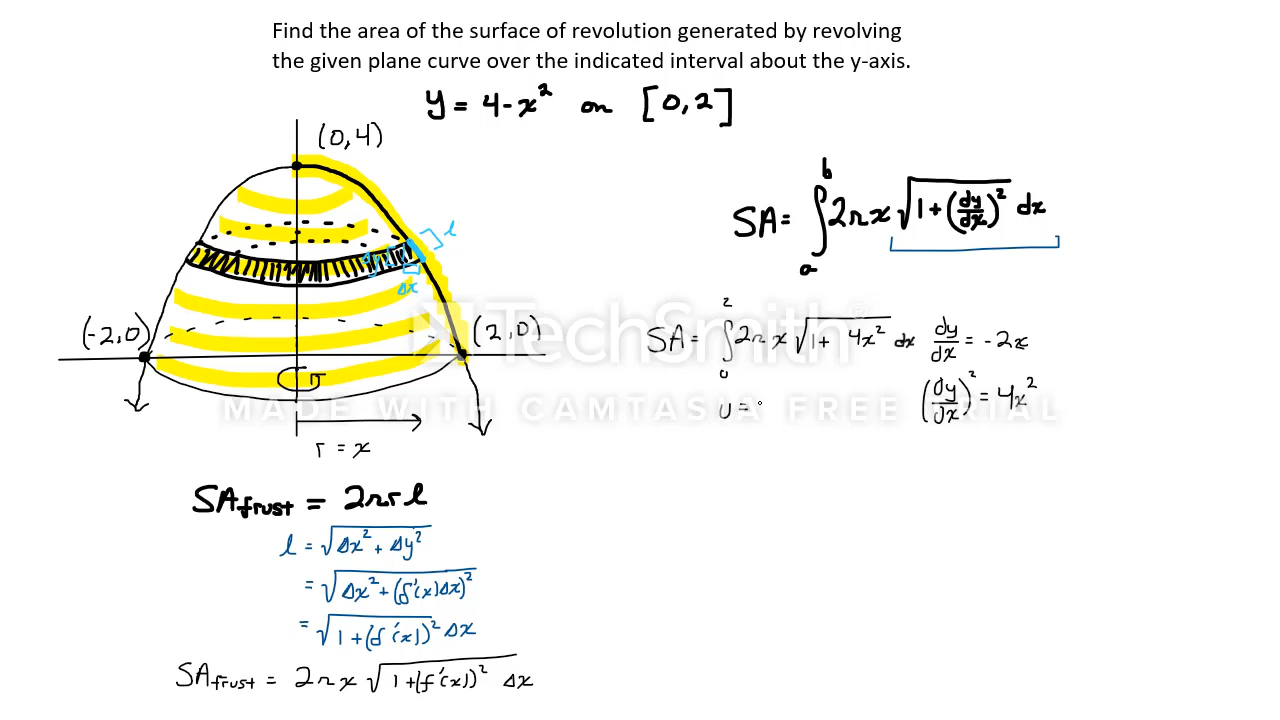 Find the area of the surface of revolution generated by revolving
the given plane curve over the indicated interval about the y-axis.
y = 4 - x² on [0, 2]
(0, 4)
SA = ∫ₐᵇ 2πx √(1 + (dy/dx)²) dx
l
Δx
(-2, 0)
(2, 0)
r
TechSmith
SA = ∫₀² 2πx √(1 + 4x²) dx
dy/dx = -2x
MADE WITH CAMTASIA FREE TRIAL
u =
(dy/dx)² = 4x²
r = x
SA_frust = 2πrl
l = √(Δx² + Δy²)
= √(Δx² + (f'(x)Δx)²)
= √(1 + (f'(x))²) Δx
SA_frust = 2πx √(1 + (f'(x))²) Δx